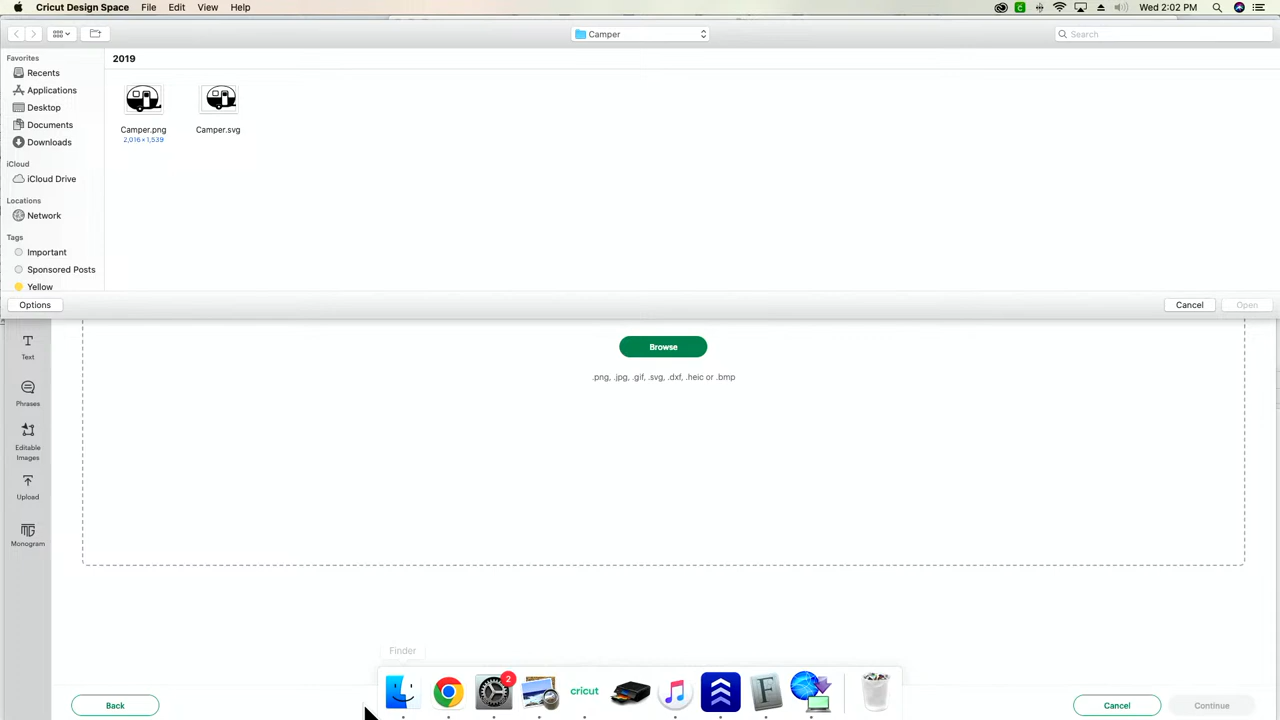 Cricut Design Space File Edit View Help Wed 2:02 PM
Camper
Search
Favorites
2019
Recents
Applications
Desktop
Documents
Downloads
Camper.png Camper.svg
2,016 × 1,539
iCloud
iCloud Drive
Locations
Network
Tags
Important
Sponsored Posts
Yellow
Options Cancel Open
Text
Browse
.png, .jpg, .gif, .svg, .dxf, .heic or .bmp
Phrases
Editable
Images
Upload
Monogram
Finder
2
cricut
F
Back Cancel Continue